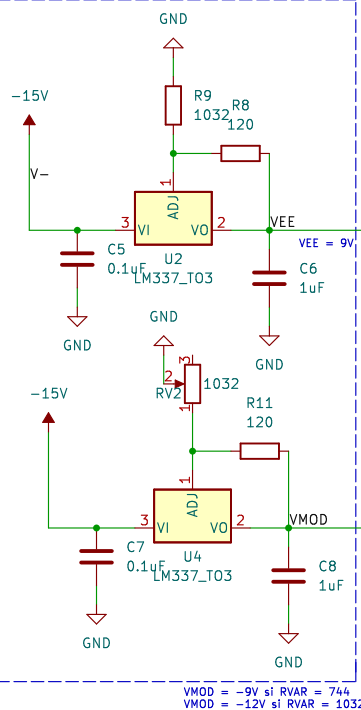 GND
-15V
R9
1032
R8
120
V-
1
ADJ
3
VI
VO
2
VEE
VEE = 9V
U2
LM337_TO3
C5
0.1uF
C6
1uF
GND
GND
GND
3
2
1032
RV2
1
-15V
R11
120
1
ADJ
3
VI
VO
2
VMOD
U4
LM337_TO3
C7
0.1uF
C8
1uF
GND
GND
VMOD = -9V si RVAR = 744
VMOD = -12V si RVAR = 1032